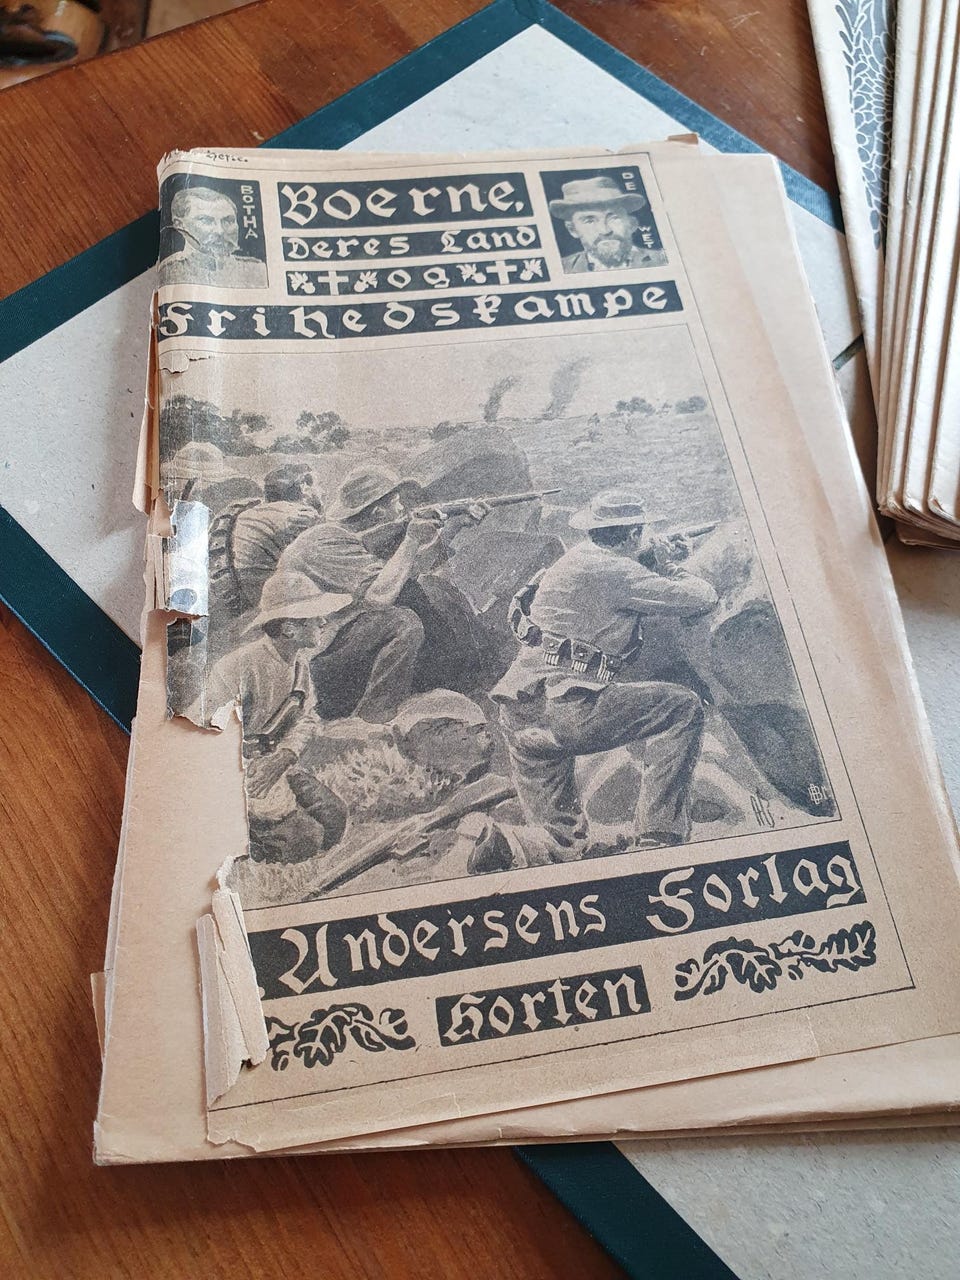 BOTHA
Boerne,
DE WET
Deres Land
og
Frihedskampe
Andersens Forlag
Horten